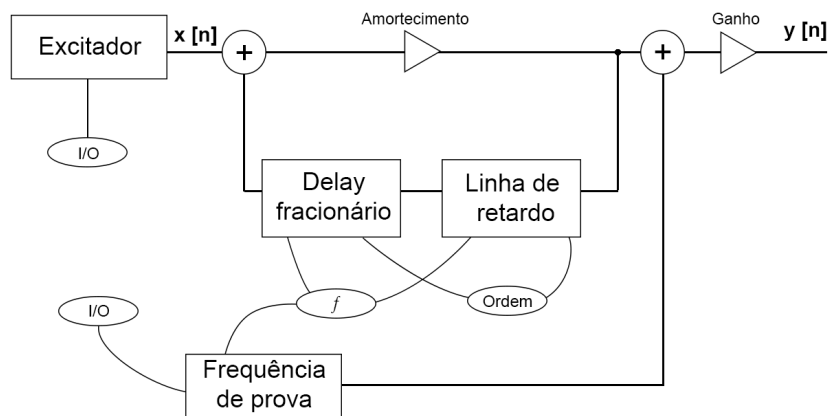 Amortecimento
Ganho
Excitador
x [n]
+
+
y [n]
I/O
Delay
fracionário
Linha de
retardo
f
Ordem
I/O
Frequência
de prova